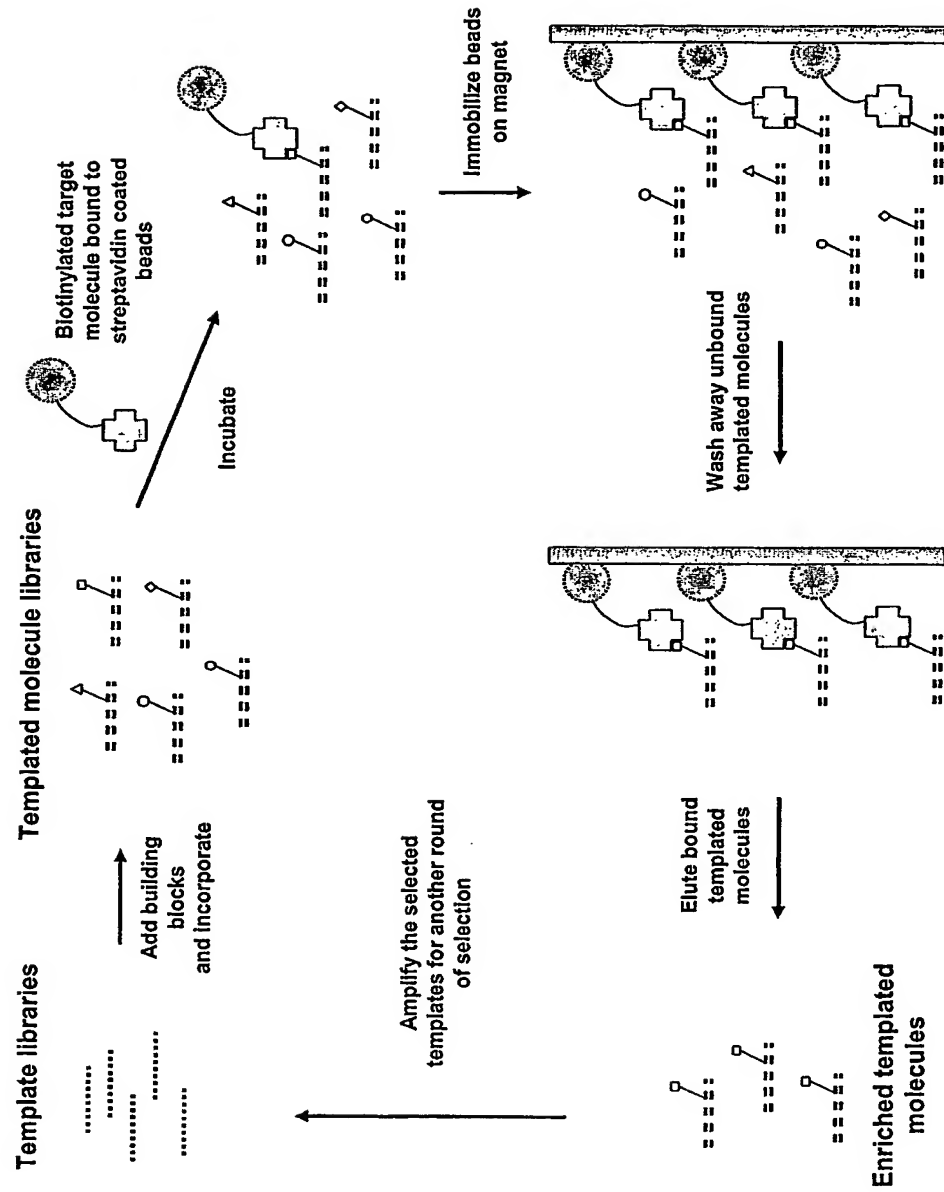 Template libraries
Add building
blocks
and incorporate
Templated molecule libraries
Biotinylated target
molecule bound to
streptavidin coated
beads
Incubate
Immobilize beads
on magnet
Wash away unbound
templated molecules
Elute bound
templated
molecules
Enriched templated
molecules
Amplify the selected
templates for another round
of selection